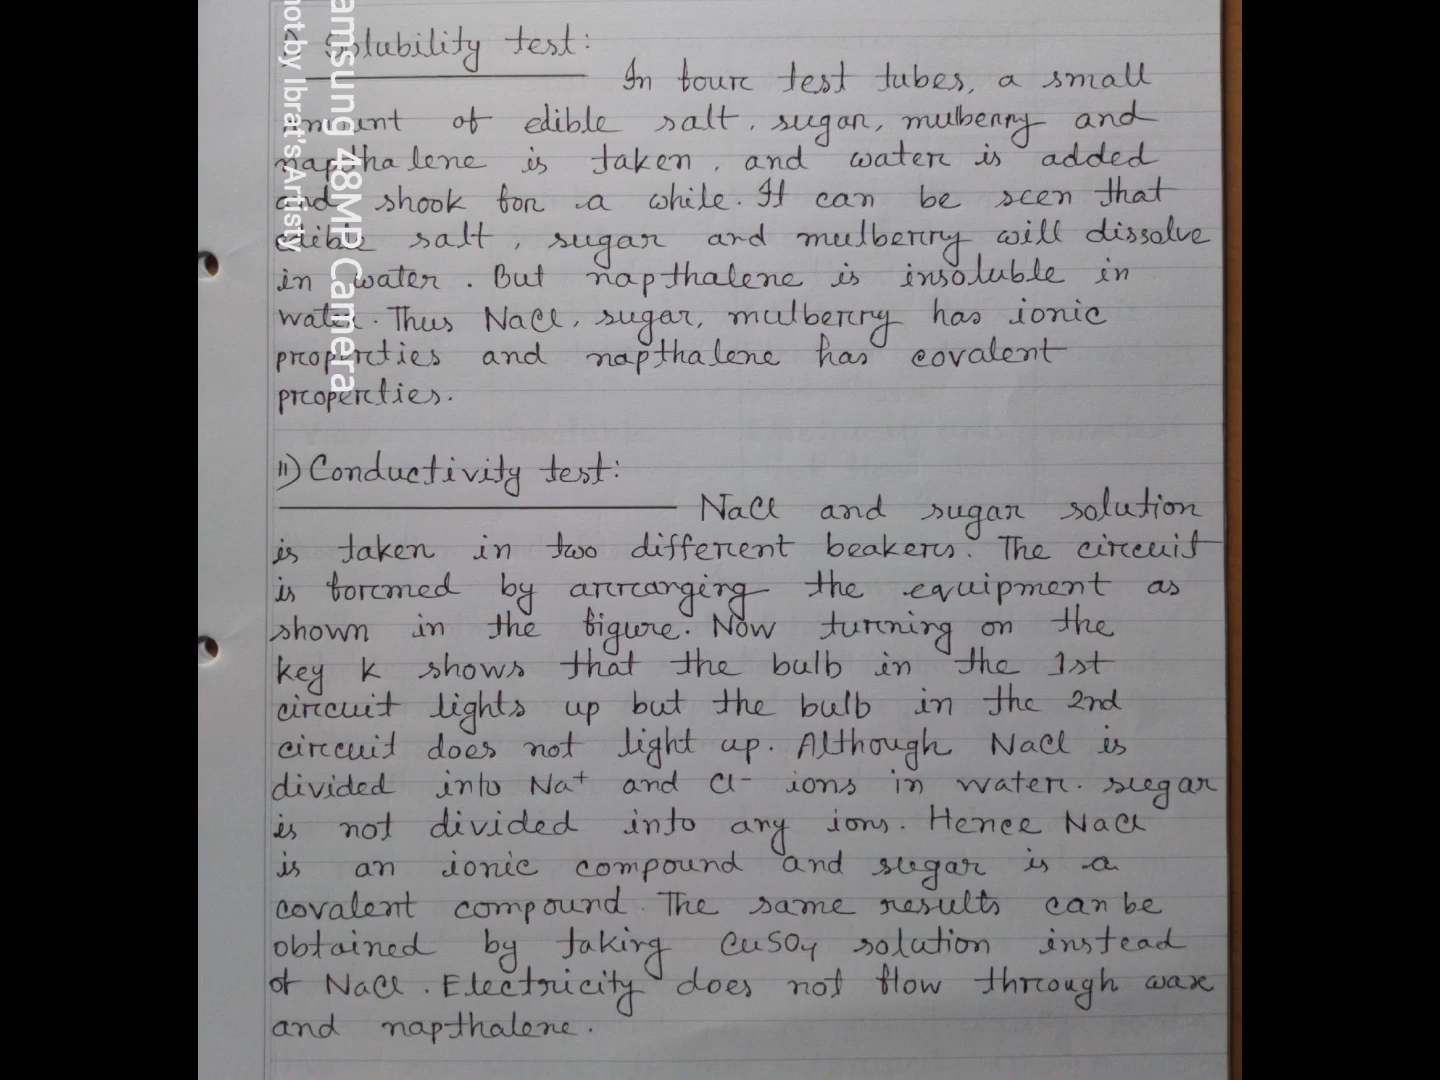 Solubility test:
In four test tubes, a small
amount of edible salt, sugar, mulberry and
napthalene is taken, and water is added
and shook for a while. It can be seen that
edible salt, sugar and mulberry will dissolve
in water. But napthalene is insoluble in
water. Thus NaCl, sugar, mulberry has ionic
properties and napthalene has covalent
properties.
II) Conductivity test:
NaCl and sugar solution
is taken in two different beakers. The circuit
is formed by arranging the equipment as
shown in the figure. Now turning on the
key K shows that the bulb in the 1st
circuit lights up but the bulb in the 2nd
circuit does not light up. Although NaCl is
divided into Na⁺ and Cl⁻ ions in water. sugar
is not divided into any ions. Hence NaCl
is an ionic compound and sugar is a
covalent compound. The same results can be
obtained by taking CuSO4 solution instead
of NaCl. Electricity does not flow through wax
and napthalene.
amsung 48MP Camera
hot by Ibrat's Artisty